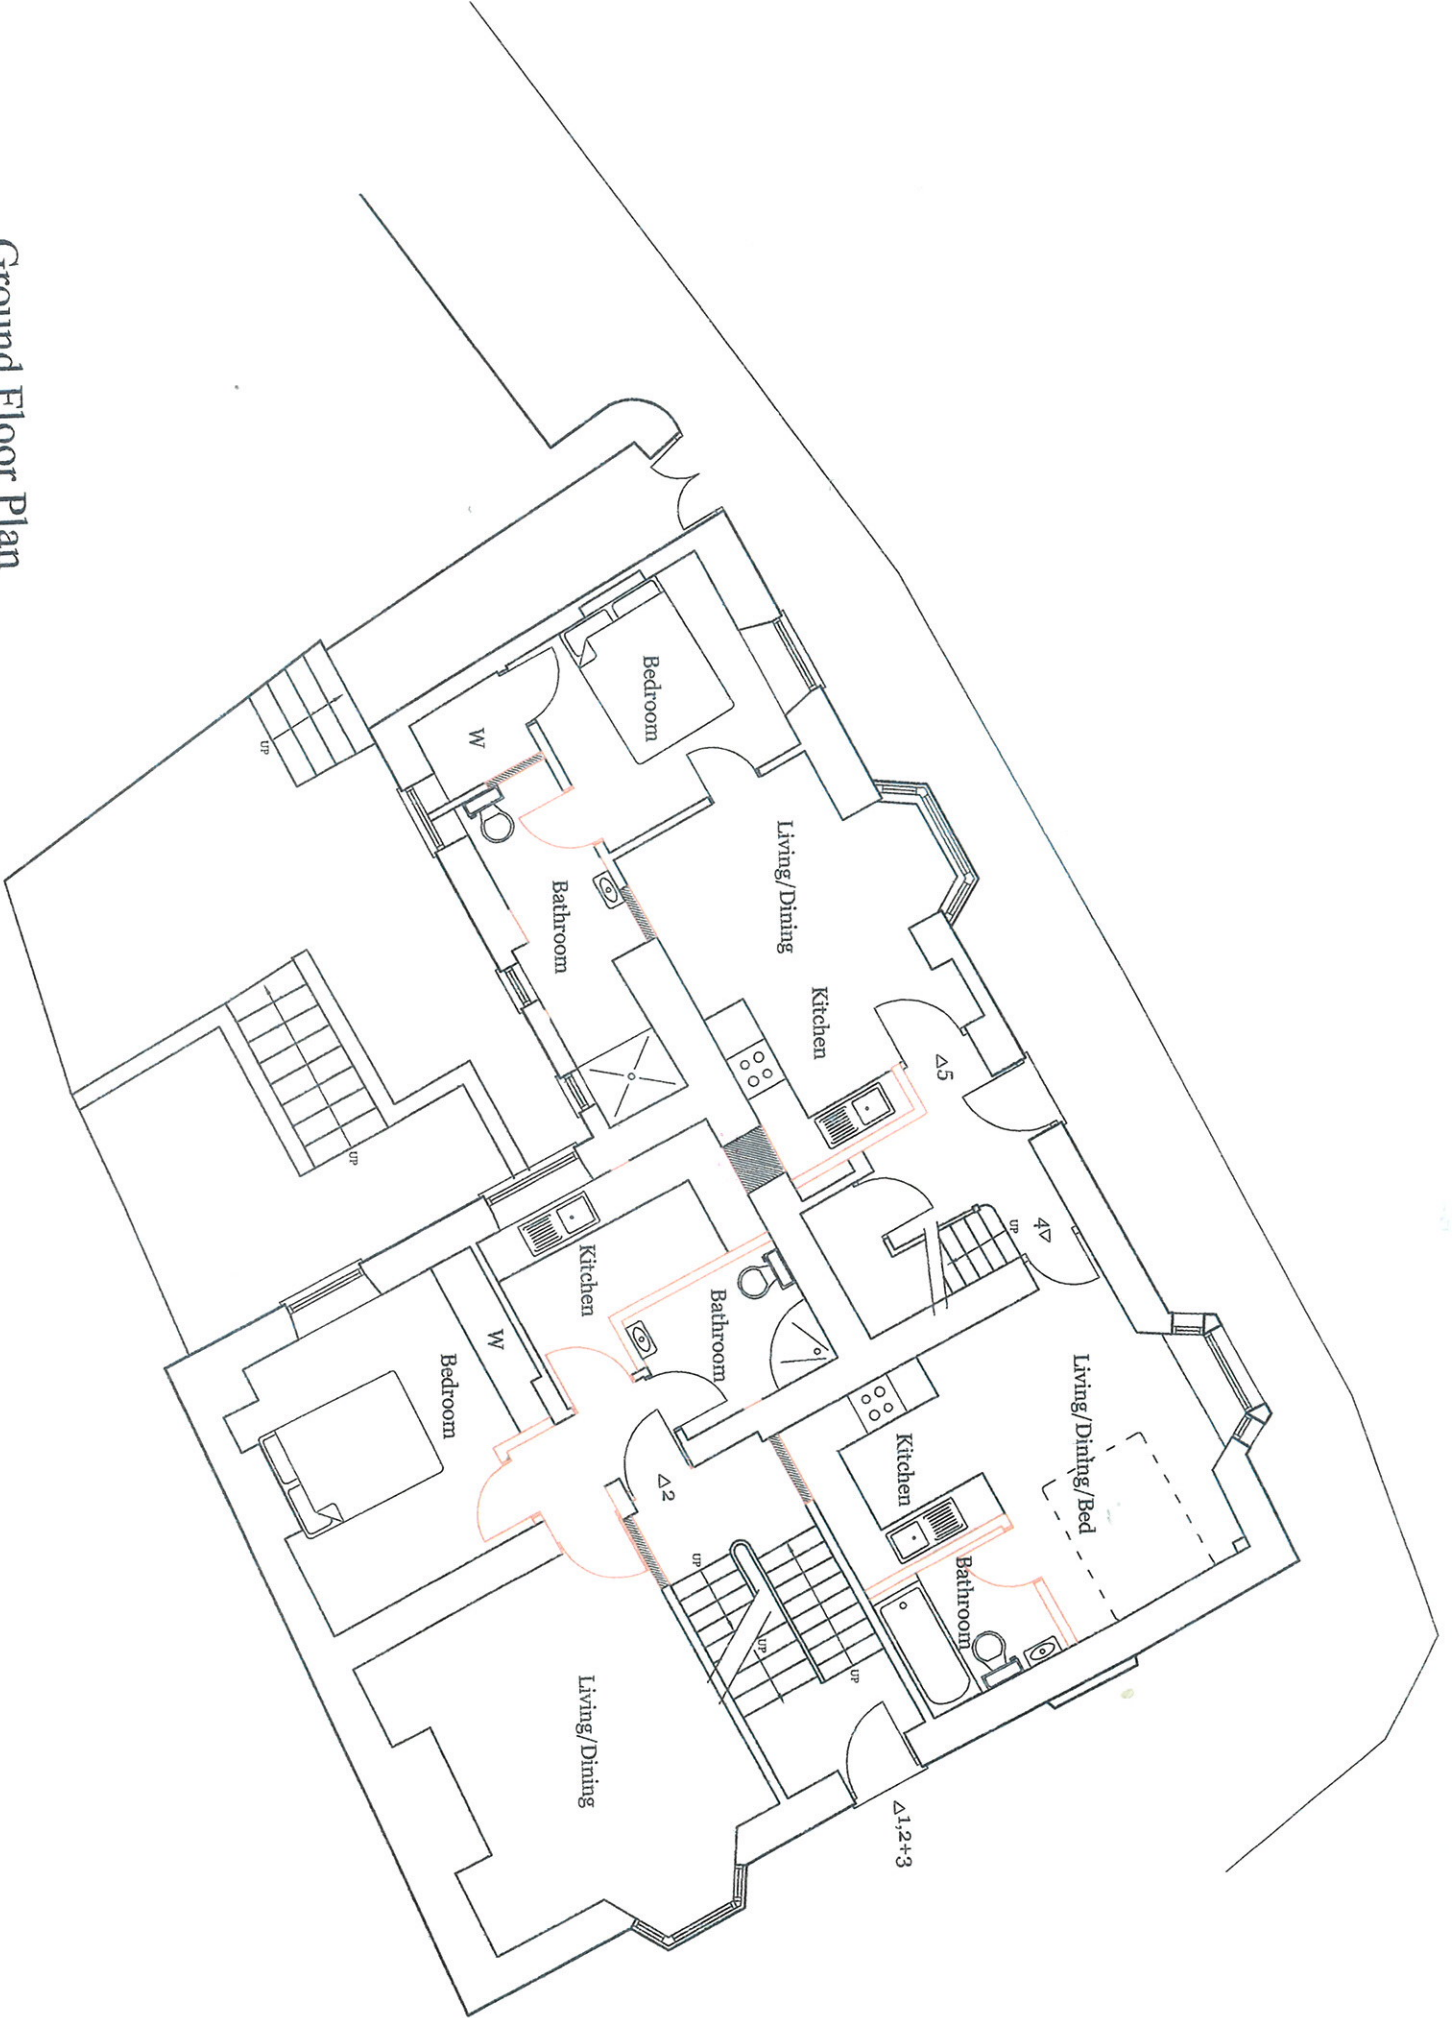 Ground Floor Plan
Bedroom
W
UP
Bathroom
Living/Dining
Kitchen
△5
UP
4▽
UP
Kitchen
W
Bedroom
Bathroom
△2
Living/Dining/Bed
Kitchen
Bathroom
UP
UP
UP
Living/Dining
△1,2+3